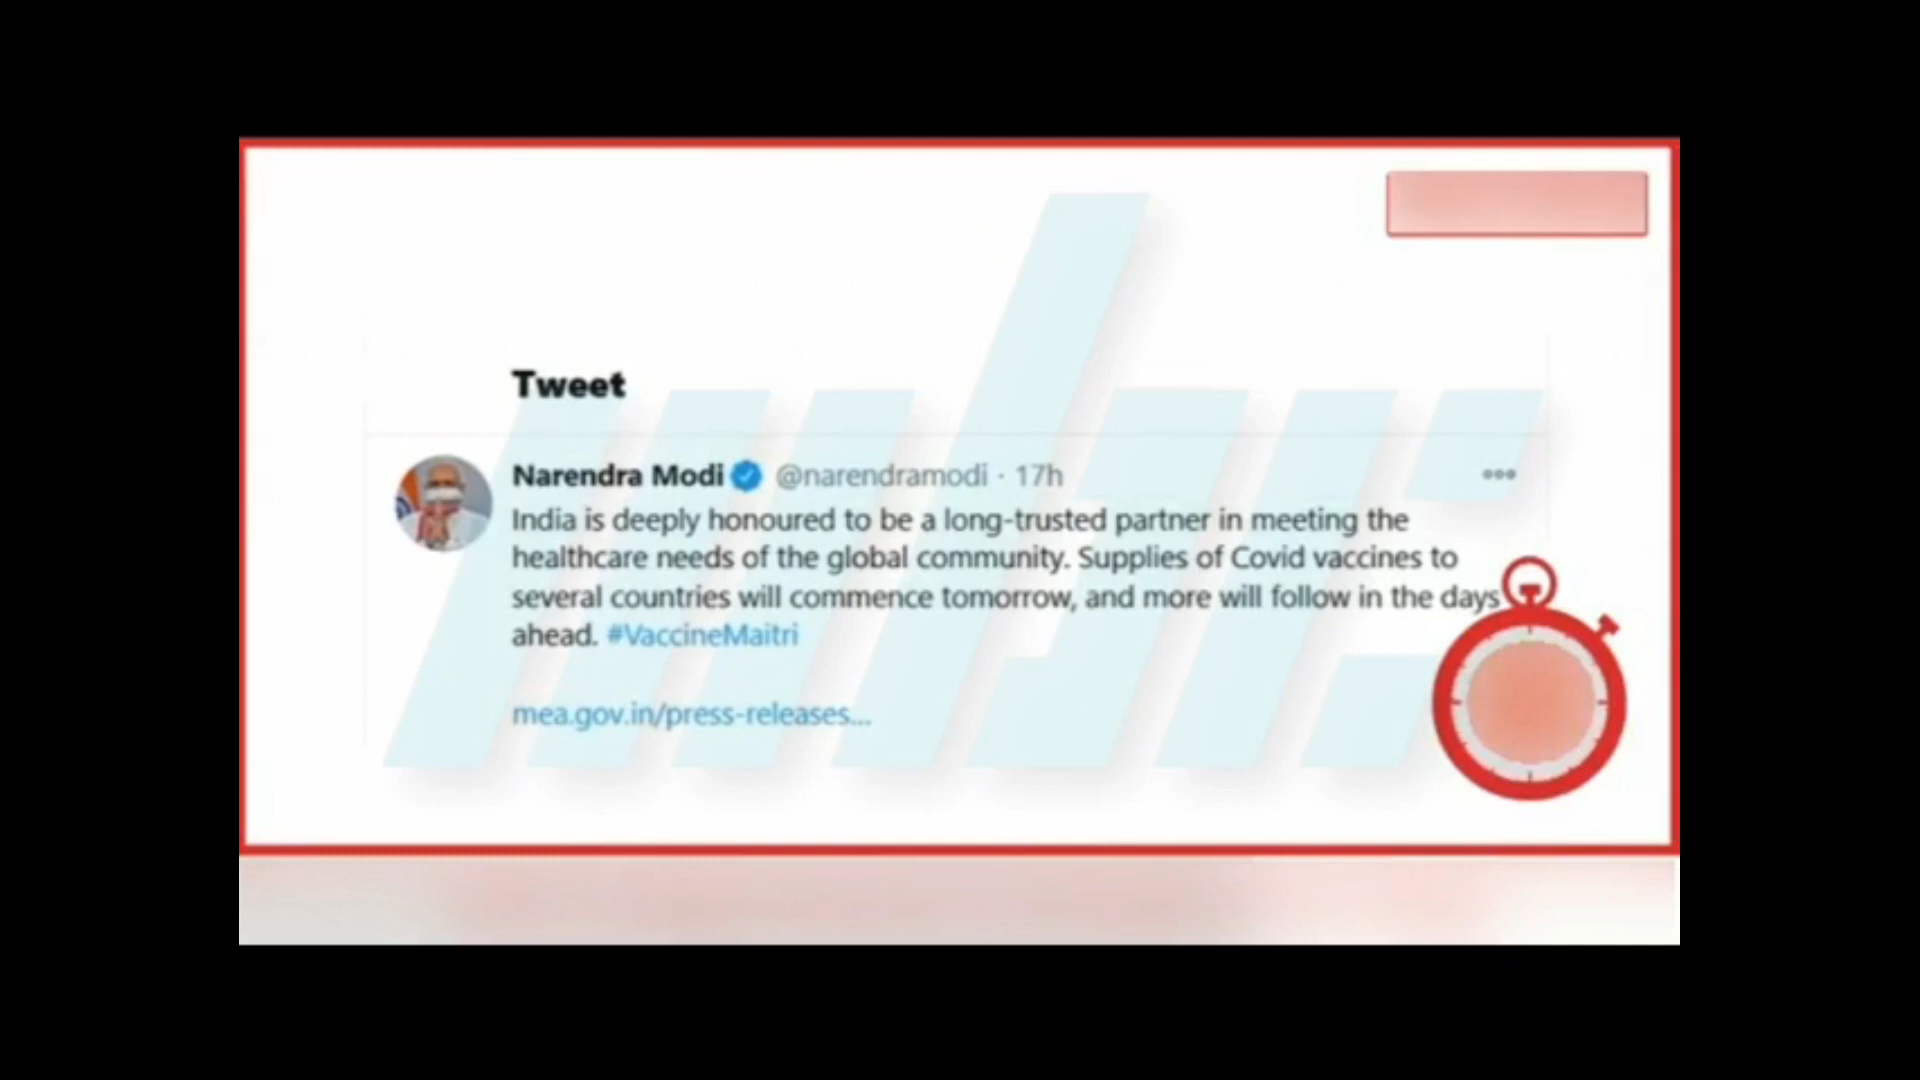 Tweet
Narendra Modi @narendramodi · 17h
India is deeply honoured to be a long-trusted partner in meeting the
healthcare needs of the global community. Supplies of Covid vaccines to
several countries will commence tomorrow, and more will follow in the days
ahead. #VaccineMaitri
mea.gov.in/press-releases...